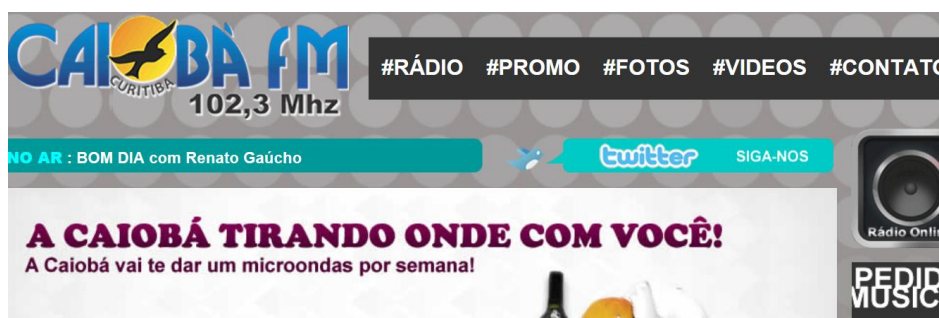 CAIOBÁ FM
CURITIBA
102,3 Mhz
#RÁDIO #PROMO #FOTOS #VIDEOS #CONTATO
NO AR : BOM DIA com Renato Gaúcho
twitter SIGA-NOS
Rádio Onlin
A CAIOBÁ TIRANDO ONDE COM VOCÊ!
A Caiobá vai te dar um microondas por semana!
PEDID
MUSIC